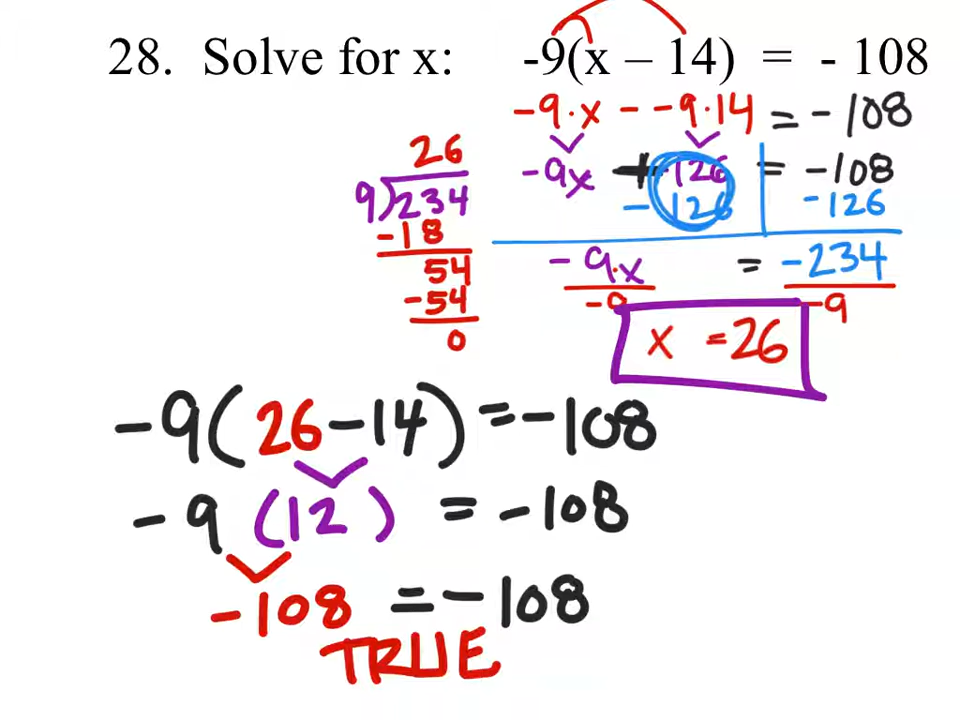 28. Solve for x: -9(x – 14) = - 108
-9·x - -9·14 = -108
-9x + 126 = -108
- 126 -126
-9·x = -234
-9 -9
x = 26
26
9)234
-18
54
-54
0
-9(26-14) = -108
-9 (12) = -108
-108 = -108
TRUE